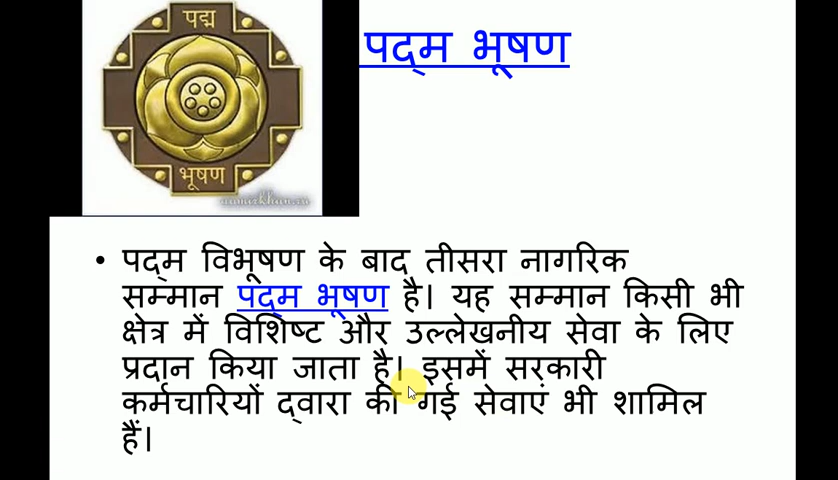 पद्म
भूषण
पद्म भूषण
• पद्म विभूषण के बाद तीसरा नागरिक
सम्मान पद्म भूषण है। यह सम्मान किसी भी
क्षेत्र में विशिष्ट और उल्लेखनीय सेवा के लिए
प्रदान किया जाता है। इसमें सरकारी
कर्मचारियों द्वारा की गई सेवाएं भी शामिल
हैं।